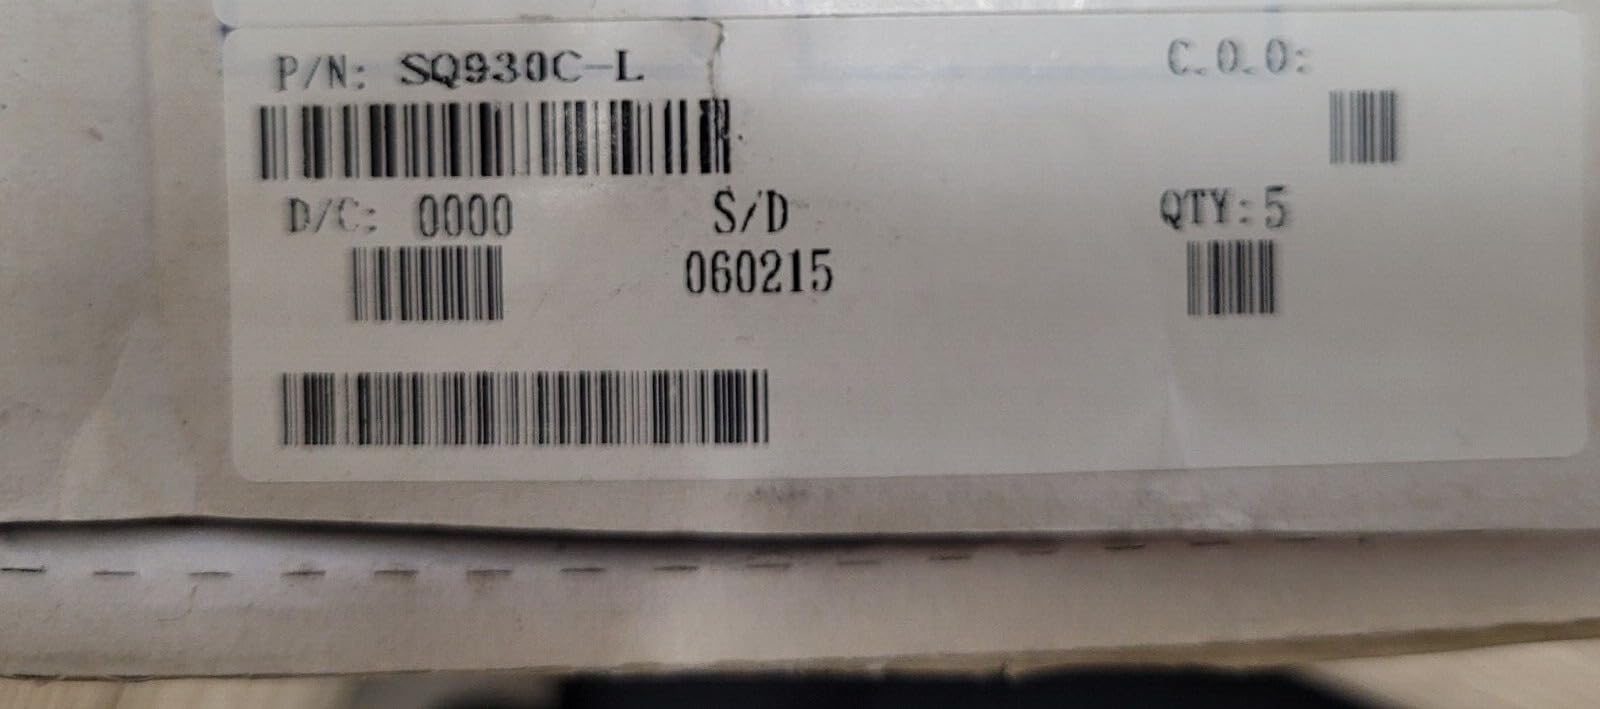 P/N: SQ930C-L
C.O.O:
D/C: 0000
S/D
QTY: 5
060215